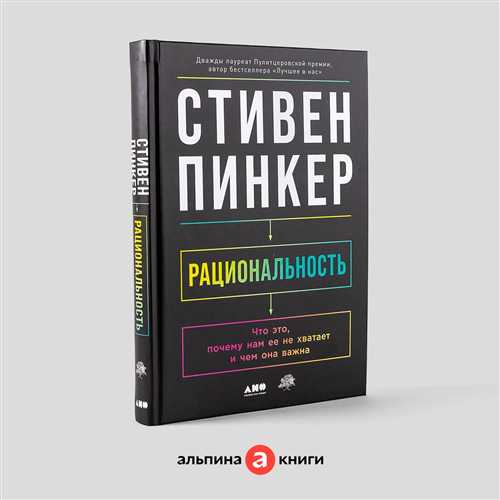 Дважды лауреат Пулитцеровской премии,
автор бестселлера «Лучшее в нас»
СТИВЕН
ПИНКЕР
РАЦИОНАЛЬНОСТЬ
Что это,
почему нам ее не хватает
и чем она важна
СТИВЕН
ПИНКЕР
РАЦИОНАЛЬНОСТЬ
альпина а книги